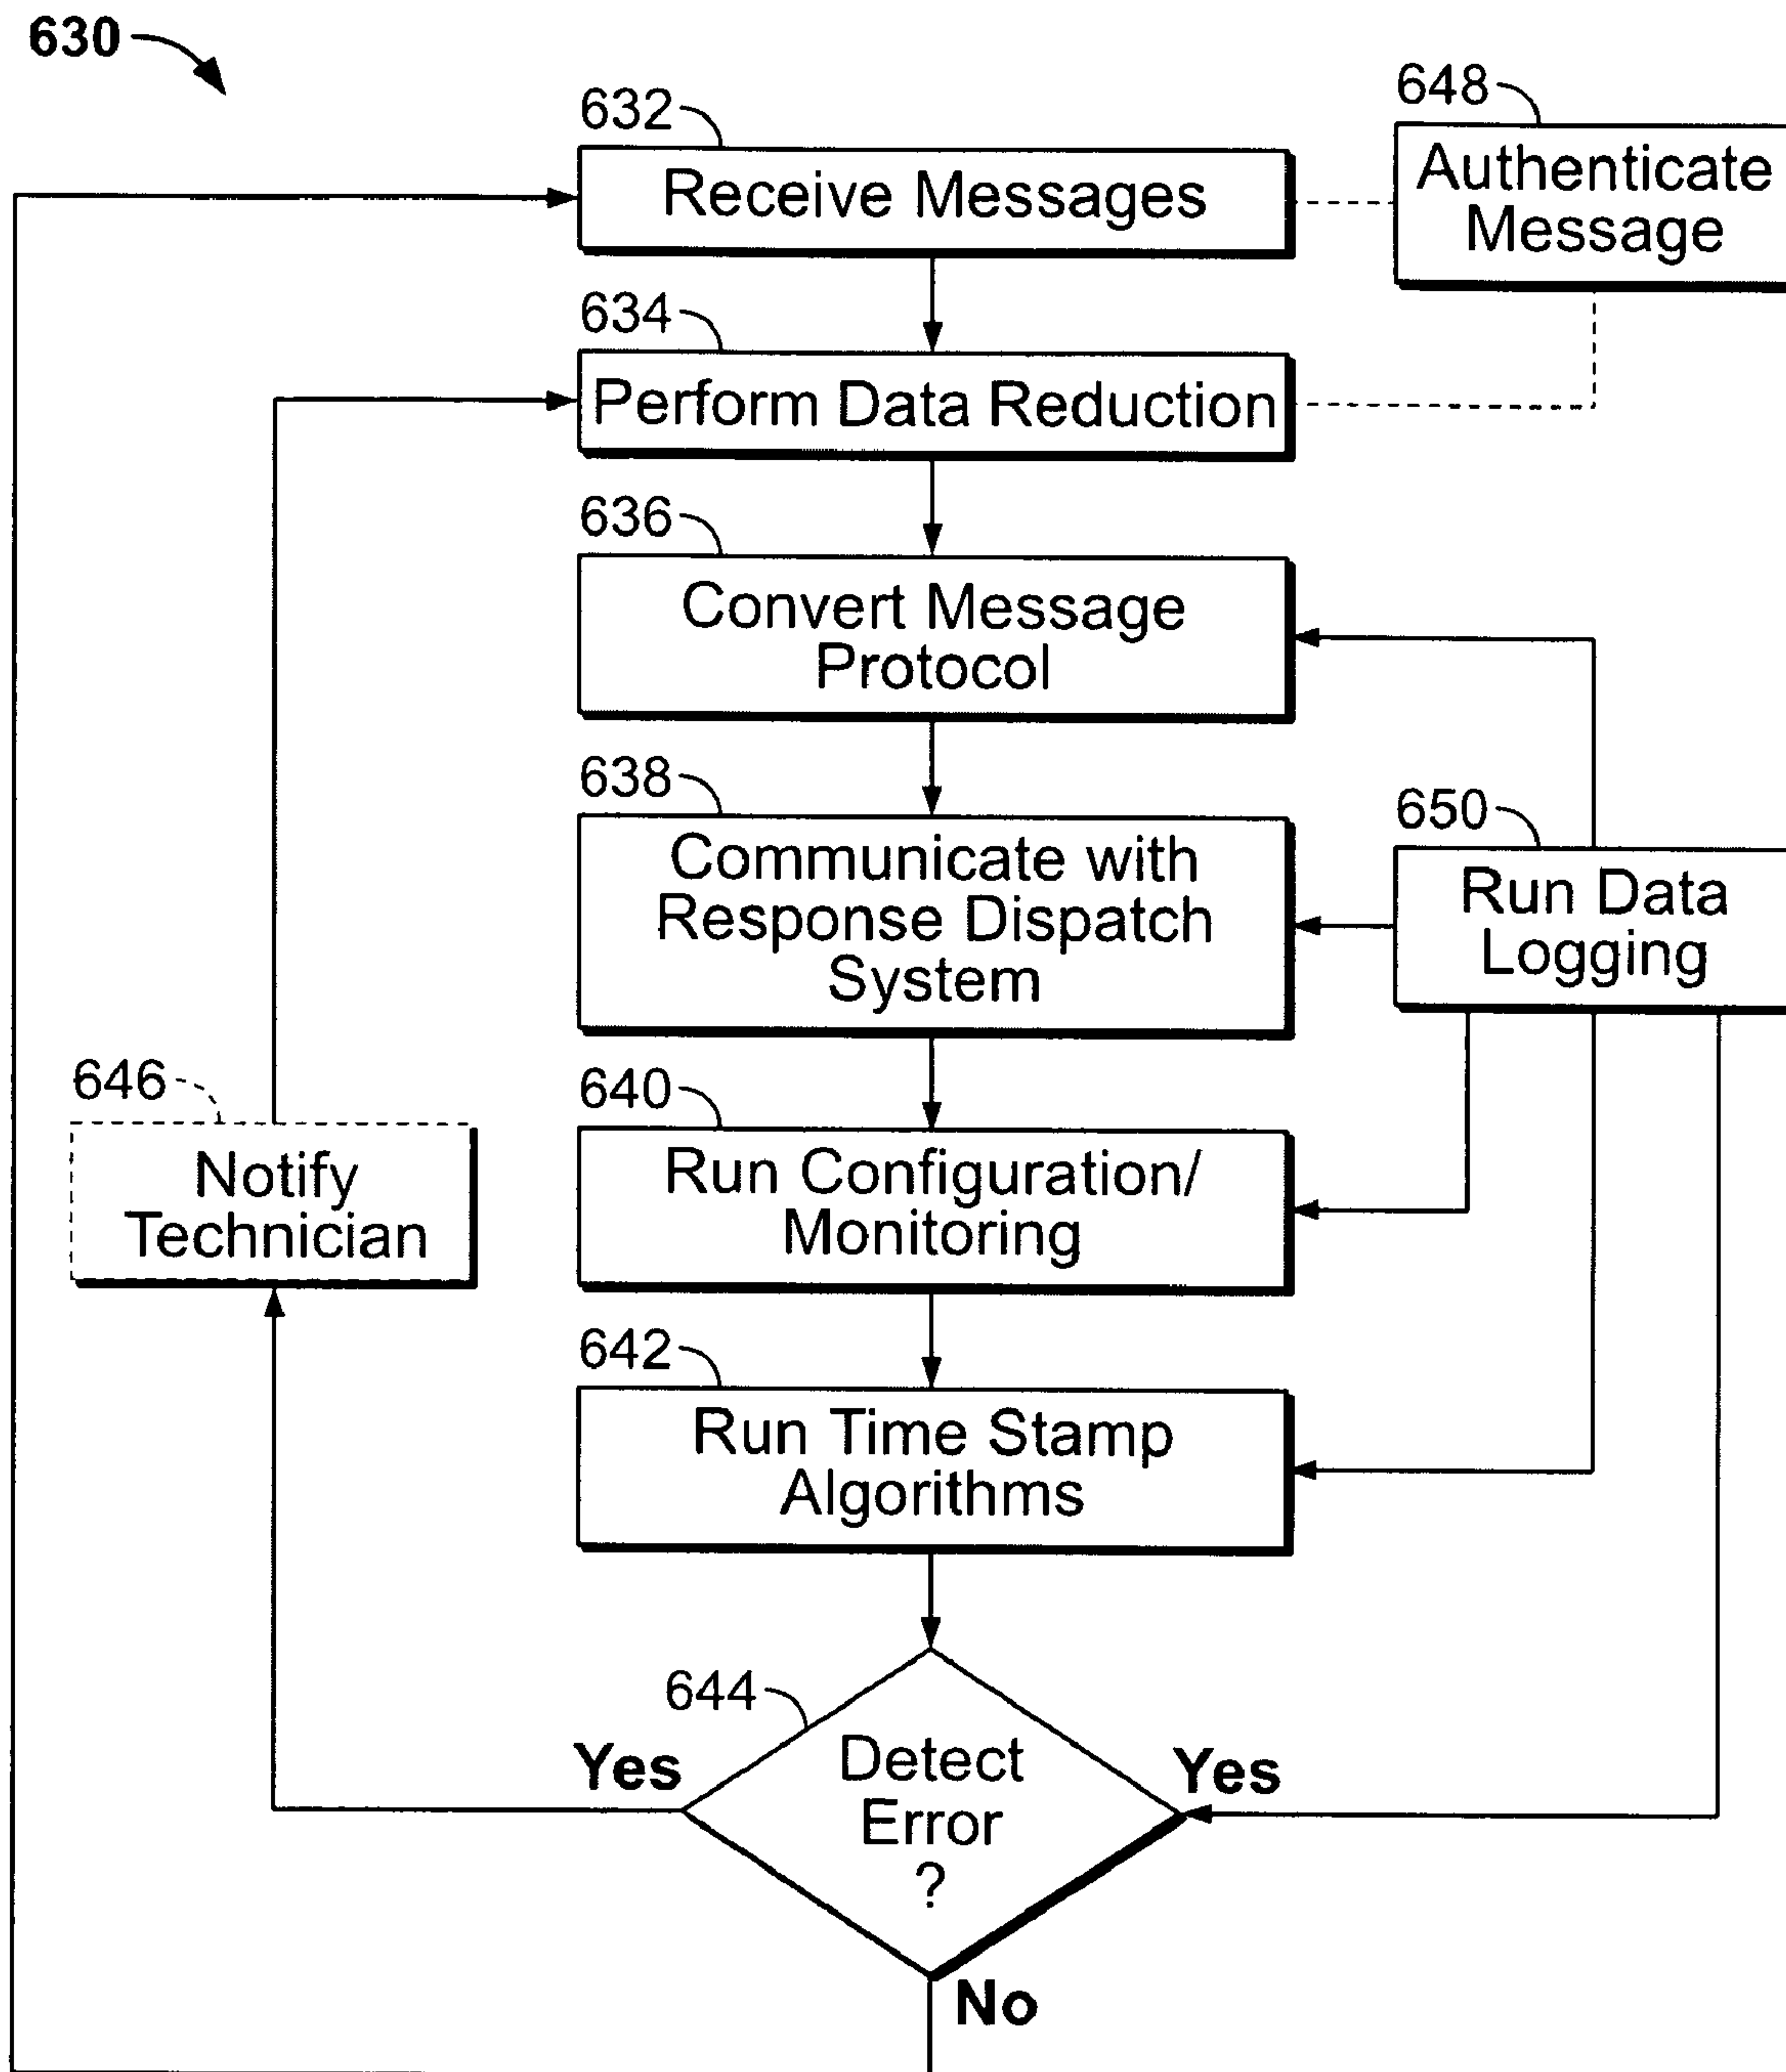 630
632
Receive Messages
648
Authenticate
Message
634
Perform Data Reduction
636
Convert Message
Protocol
638
Communicate with
Response Dispatch
System
650
Run Data
Logging
646
Notify
Technician
640
Run Configuration/
Monitoring
642
Run Time Stamp
Algorithms
644
Detect
Error
?
Yes
Yes
No